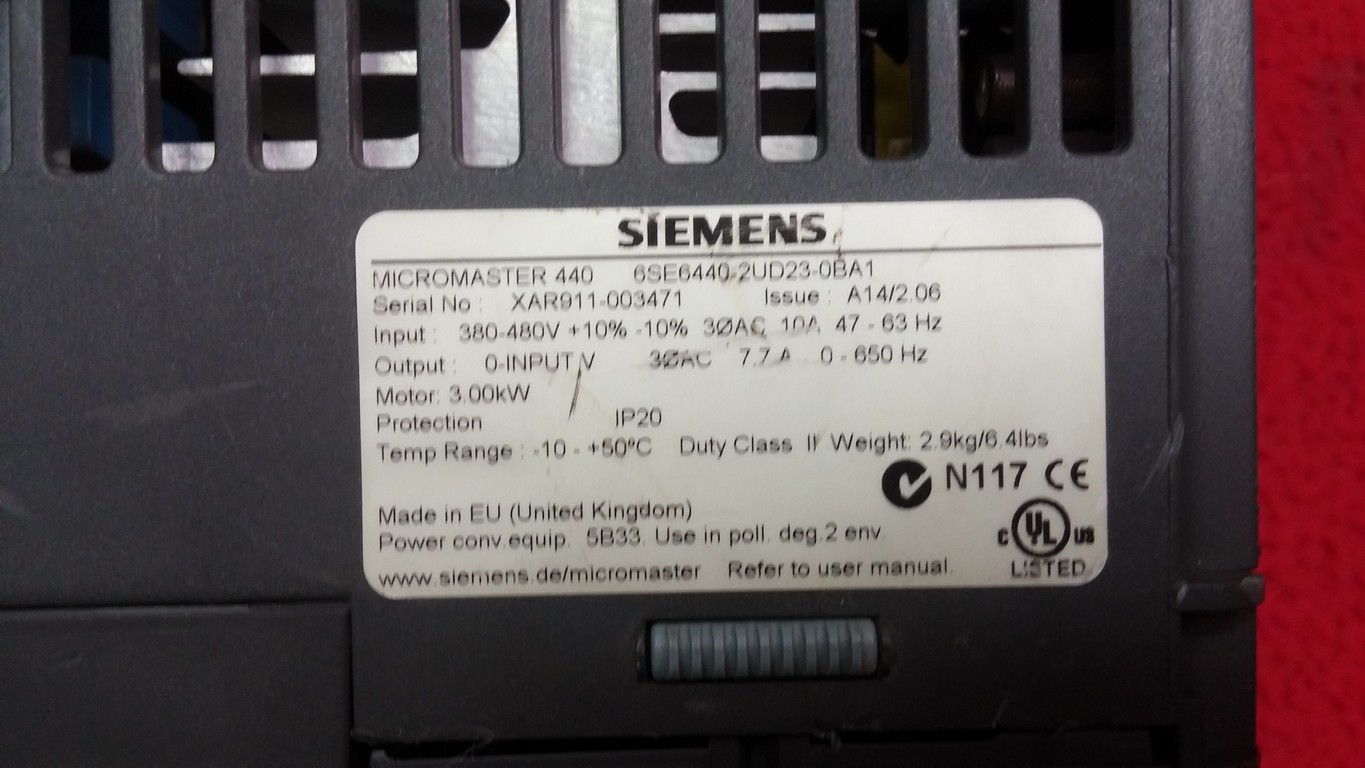 SIEMENS
MICROMASTER 440 6SE6440-2UD23-0BA1
Serial No : XAR911-003471 Issue : A14/2.06
Input : 380-480V +10% -10% 3ØAC 10A 47 - 63 Hz
Output : 0-INPUT V 3ØAC 7.7 A 0 - 650 Hz
Motor: 3.00kW
Protection IP20
Temp Range : -10 - +50ºC Duty Class II Weight: 2.9kg/6.4lbs
N117 CE
Made in EU (United Kingdom)
Power conv.equip. 5B33. Use in poll. deg.2 env.
c UL US
LISTED
www.siemens.de/micromaster Refer to user manual.